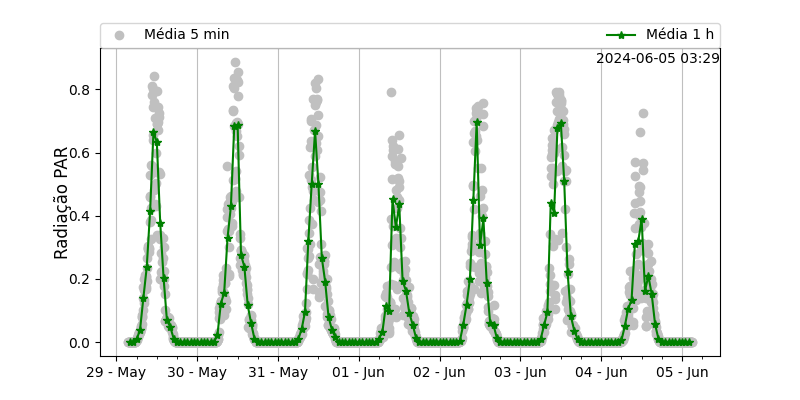 Média 5 min
Média 1 h
2024-06-05 03:29
Radiação PAR
0.8
0.6
0.4
0.2
0.0
29 - May
30 - May
31 - May
01 - Jun
02 - Jun
03 - Jun
04 - Jun
05 - Jun